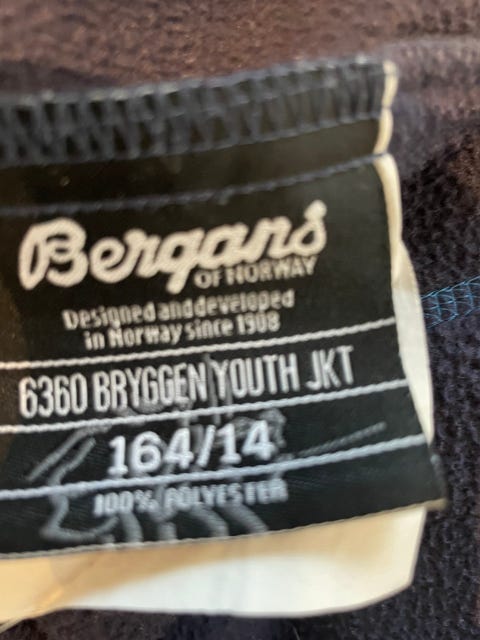 Bergans
OF NORWAY
Designed and developed
in Norway since 1908
6360 BRYGGEN YOUTH JKT
164/14
100% POLYESTER